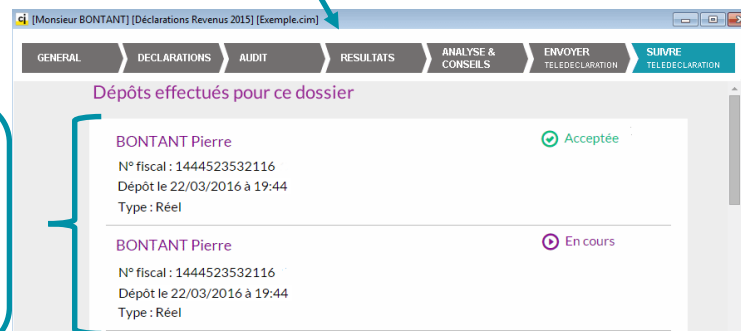 [Monsieur BONTANT] [Déclarations Revenus 2015] [Exemple.cim]
GENERAL DECLARATIONS AUDIT RESULTATS ANALYSE & CONSEILS ENVOYER TELEDECLARATION SUIVRE TELEDECLARATION
Dépôts effectués pour ce dossier
BONTANT Pierre Acceptée
N° fiscal : 1444523532116
Dépôt le 22/03/2016 à 19:44
Type : Réel
BONTANT Pierre En cours
N° fiscal : 1444523532116
Dépôt le 22/03/2016 à 19:44
Type : Réel